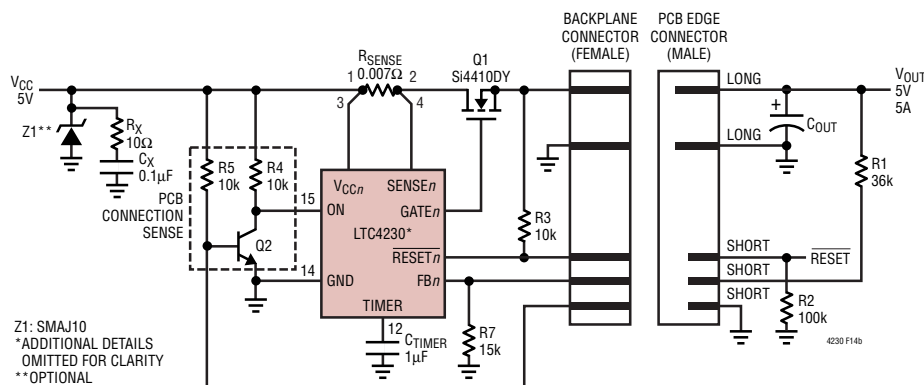 BACKPLANE
CONNECTOR
(FEMALE)
PCB EDGE
CONNECTOR
(MALE)
VCC
5V
RSENSE
0.007Ω
1
2
3
4
Q1
Si4410DY
LONG
VOUT
5V
5A
Z1**
RX
10Ω
CX
0.1µF
+
COUT
LONG
R1
36k
R5
10k
R4
10k
PCB
CONNECTION
SENSE
Q2
15
14
VCCn
SENSEn
ON
GATEn
LTC4230*
RESETn
GND
FBn
TIMER
R3
10k
SHORT
RESET
SHORT
SHORT
R2
100k
12
CTIMER
1µF
R7
15k
4230 F14b
Z1: SMAJ10
*ADDITIONAL DETAILS
OMITTED FOR CLARITY
**OPTIONAL